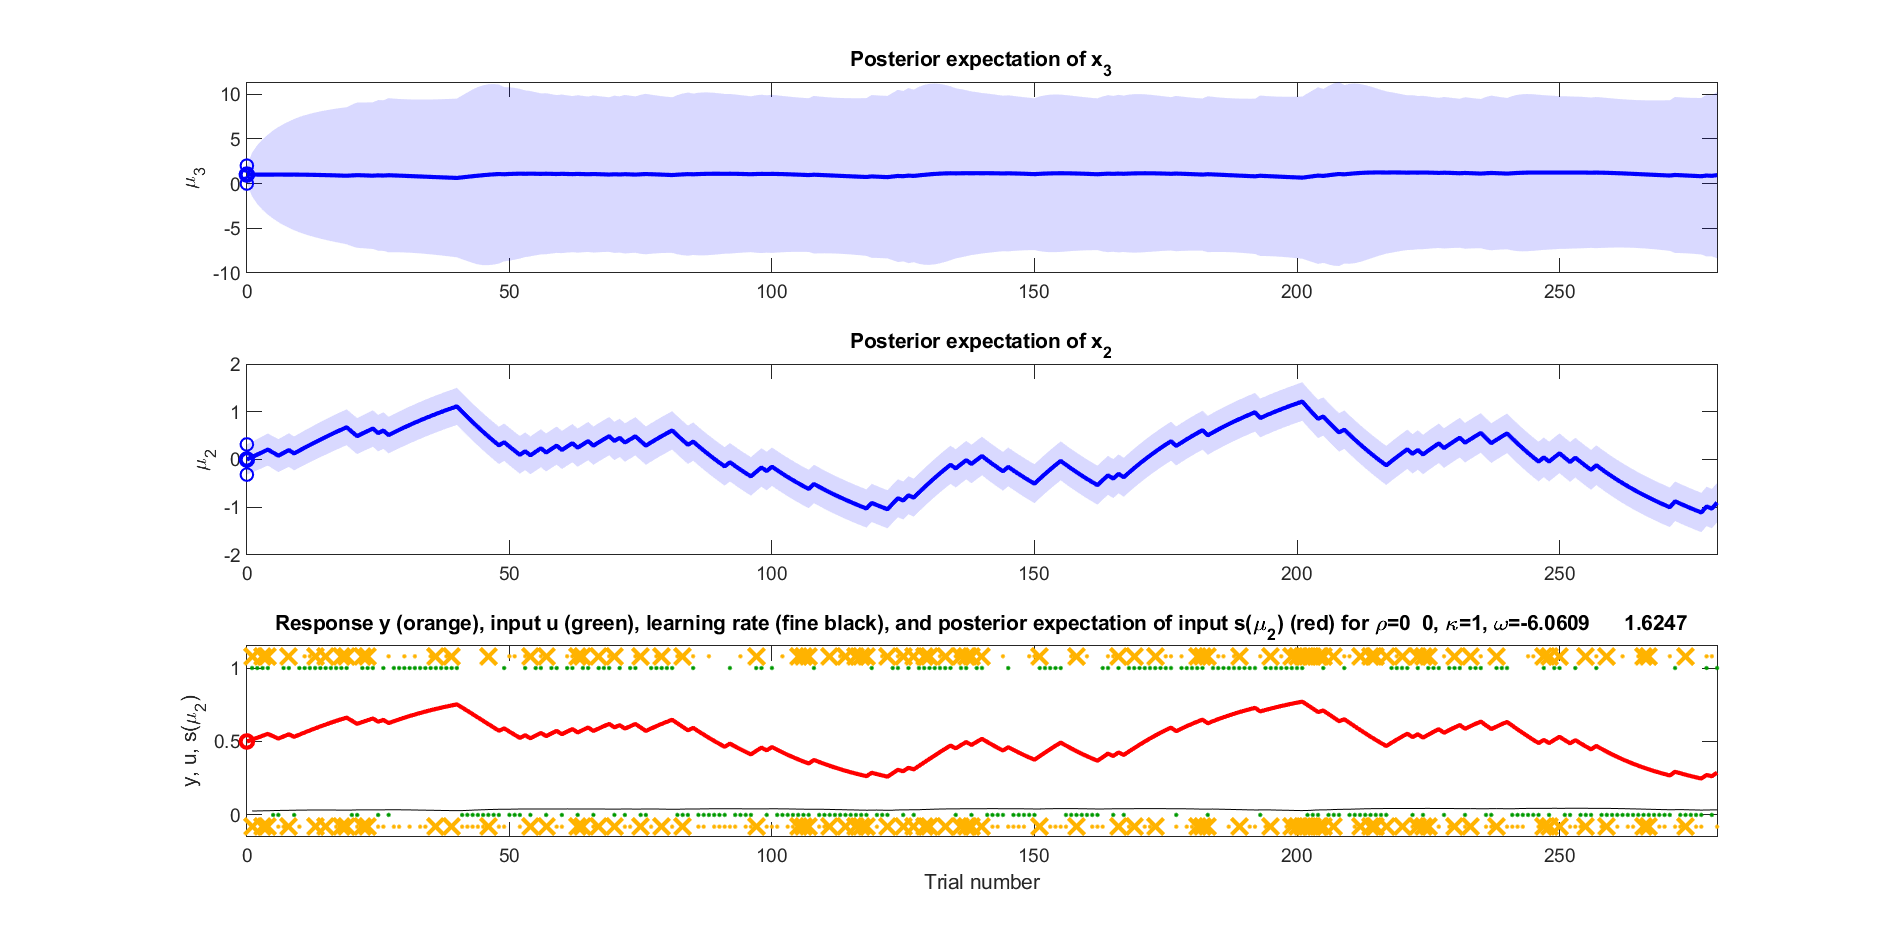 Posterior expectation of x₃
10
5
0
-5
-10
μ₃
0 50 100 150 200 250
Posterior expectation of x₂
2
1
0
-1
-2
μ₂
0 50 100 150 200 250
Response y (orange), input u (green), learning rate (fine black), and posterior expectation of input s(μ₂) (red) for ρ=0 0, κ=1, ω=-6.0609 1.6247
1
0.5
0
y, u, s(μ₂)
0 50 100 150 200 250
Trial number